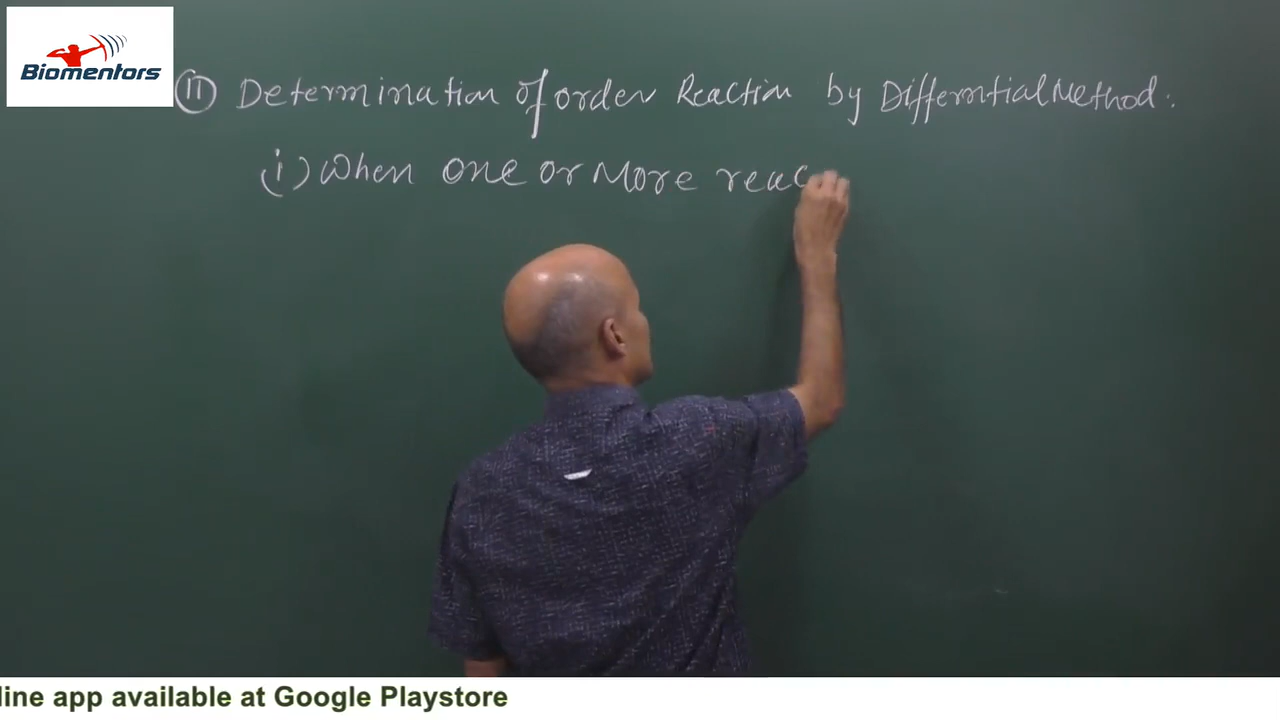 Biomentors
(II) Determination of order Reaction by Differntial Method:
(i) When one or More reac
line app available at Google Playstore